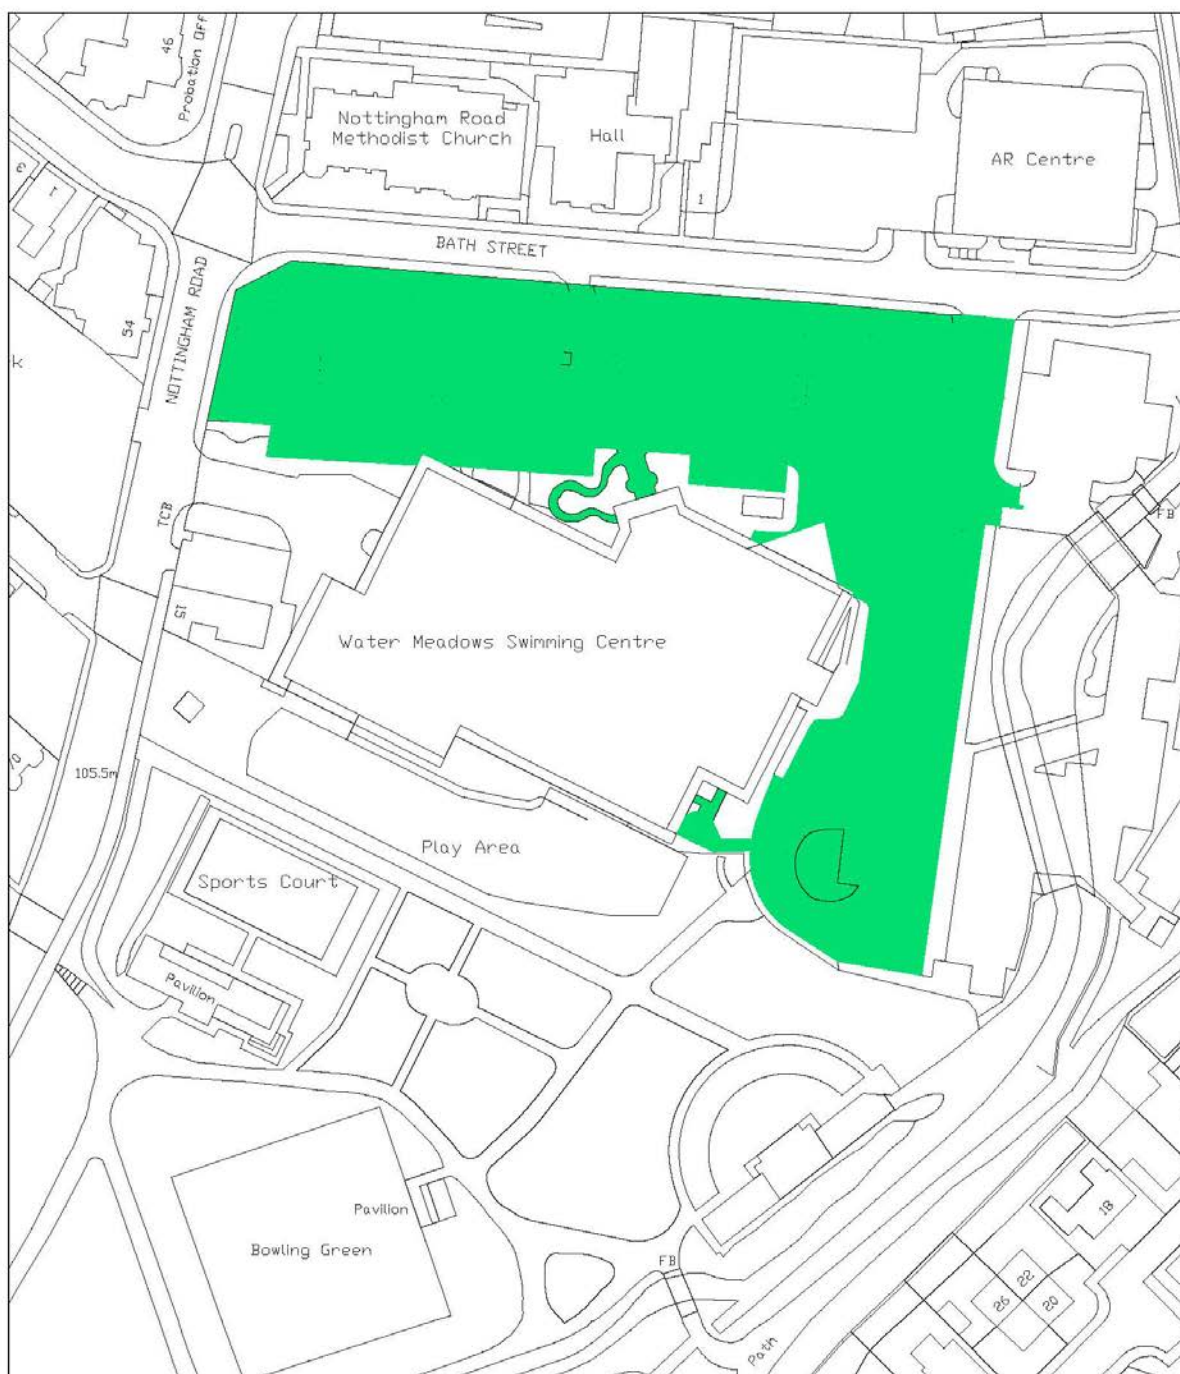 46
Probation Off
Nottingham Road
Methodist Church
Hall
AR Centre
3
1
1
BATH STREET
NOTTINGHAM ROAD
54
k
TCB
FB
15
Water Meadows Swimming Centre
105.5m
Play Area
Sports Court
Pavilion
Pavilion
Bowling Green
FB
Path
18
22
26
20